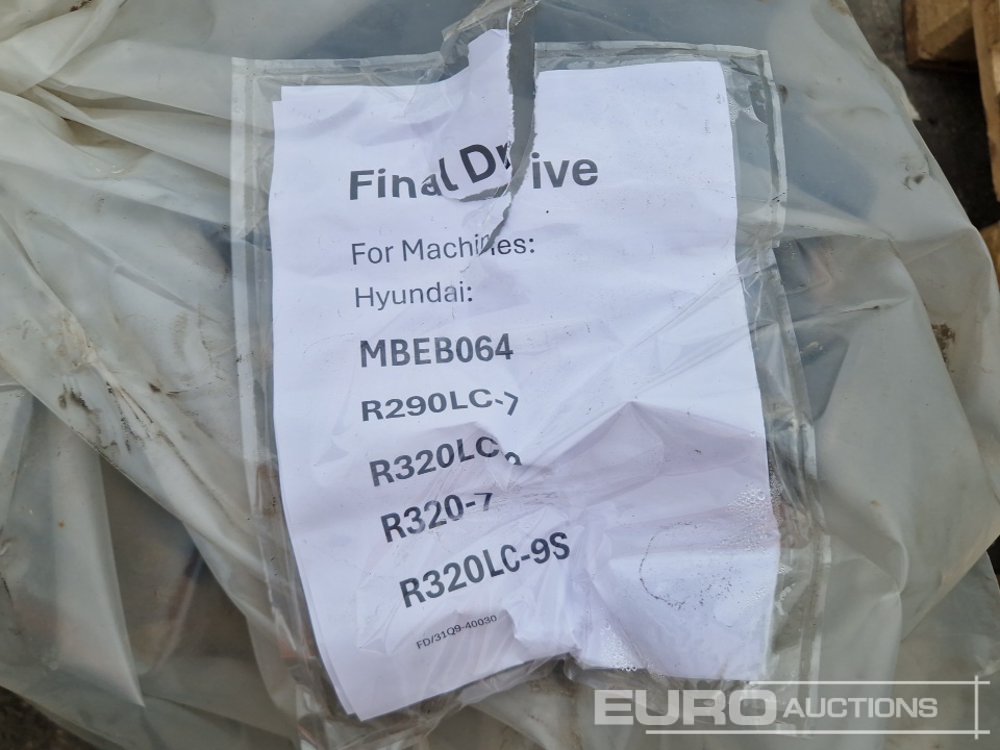 Final Drive
For Machines:
Hyundai:
MBEB064
R290LC-7
R320LC
R320-7
R320LC-9S
FD/31Q9-40030
EURO AUCTIONS